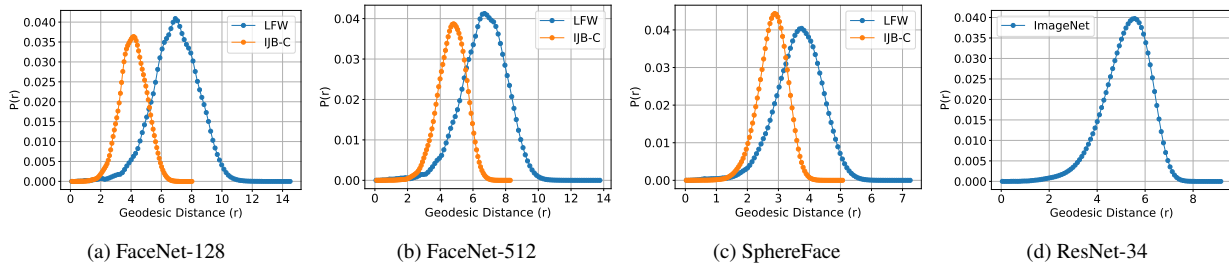 P(r)
0.040
0.035
0.030
0.025
0.020
0.015
0.010
0.005
0.000
0 2 4 6 8 10 12 14
Geodesic Distance (r)
LFW
IJB-C
(a) FaceNet-128
P(r)
0.04
0.03
0.02
0.01
0.00
0 2 4 6 8 10 12 14
Geodesic Distance (r)
LFW
IJB-C
(b) FaceNet-512
P(r)
0.04
0.03
0.02
0.01
0.00
0 1 2 3 4 5 6 7
Geodesic Distance (r)
LFW
IJB-C
(c) SphereFace
P(r)
0.040
0.035
0.030
0.025
0.020
0.015
0.010
0.005
0.000
0 2 4 6 8
Geodesic Distance (r)
ImageNet
(d) ResNet-34